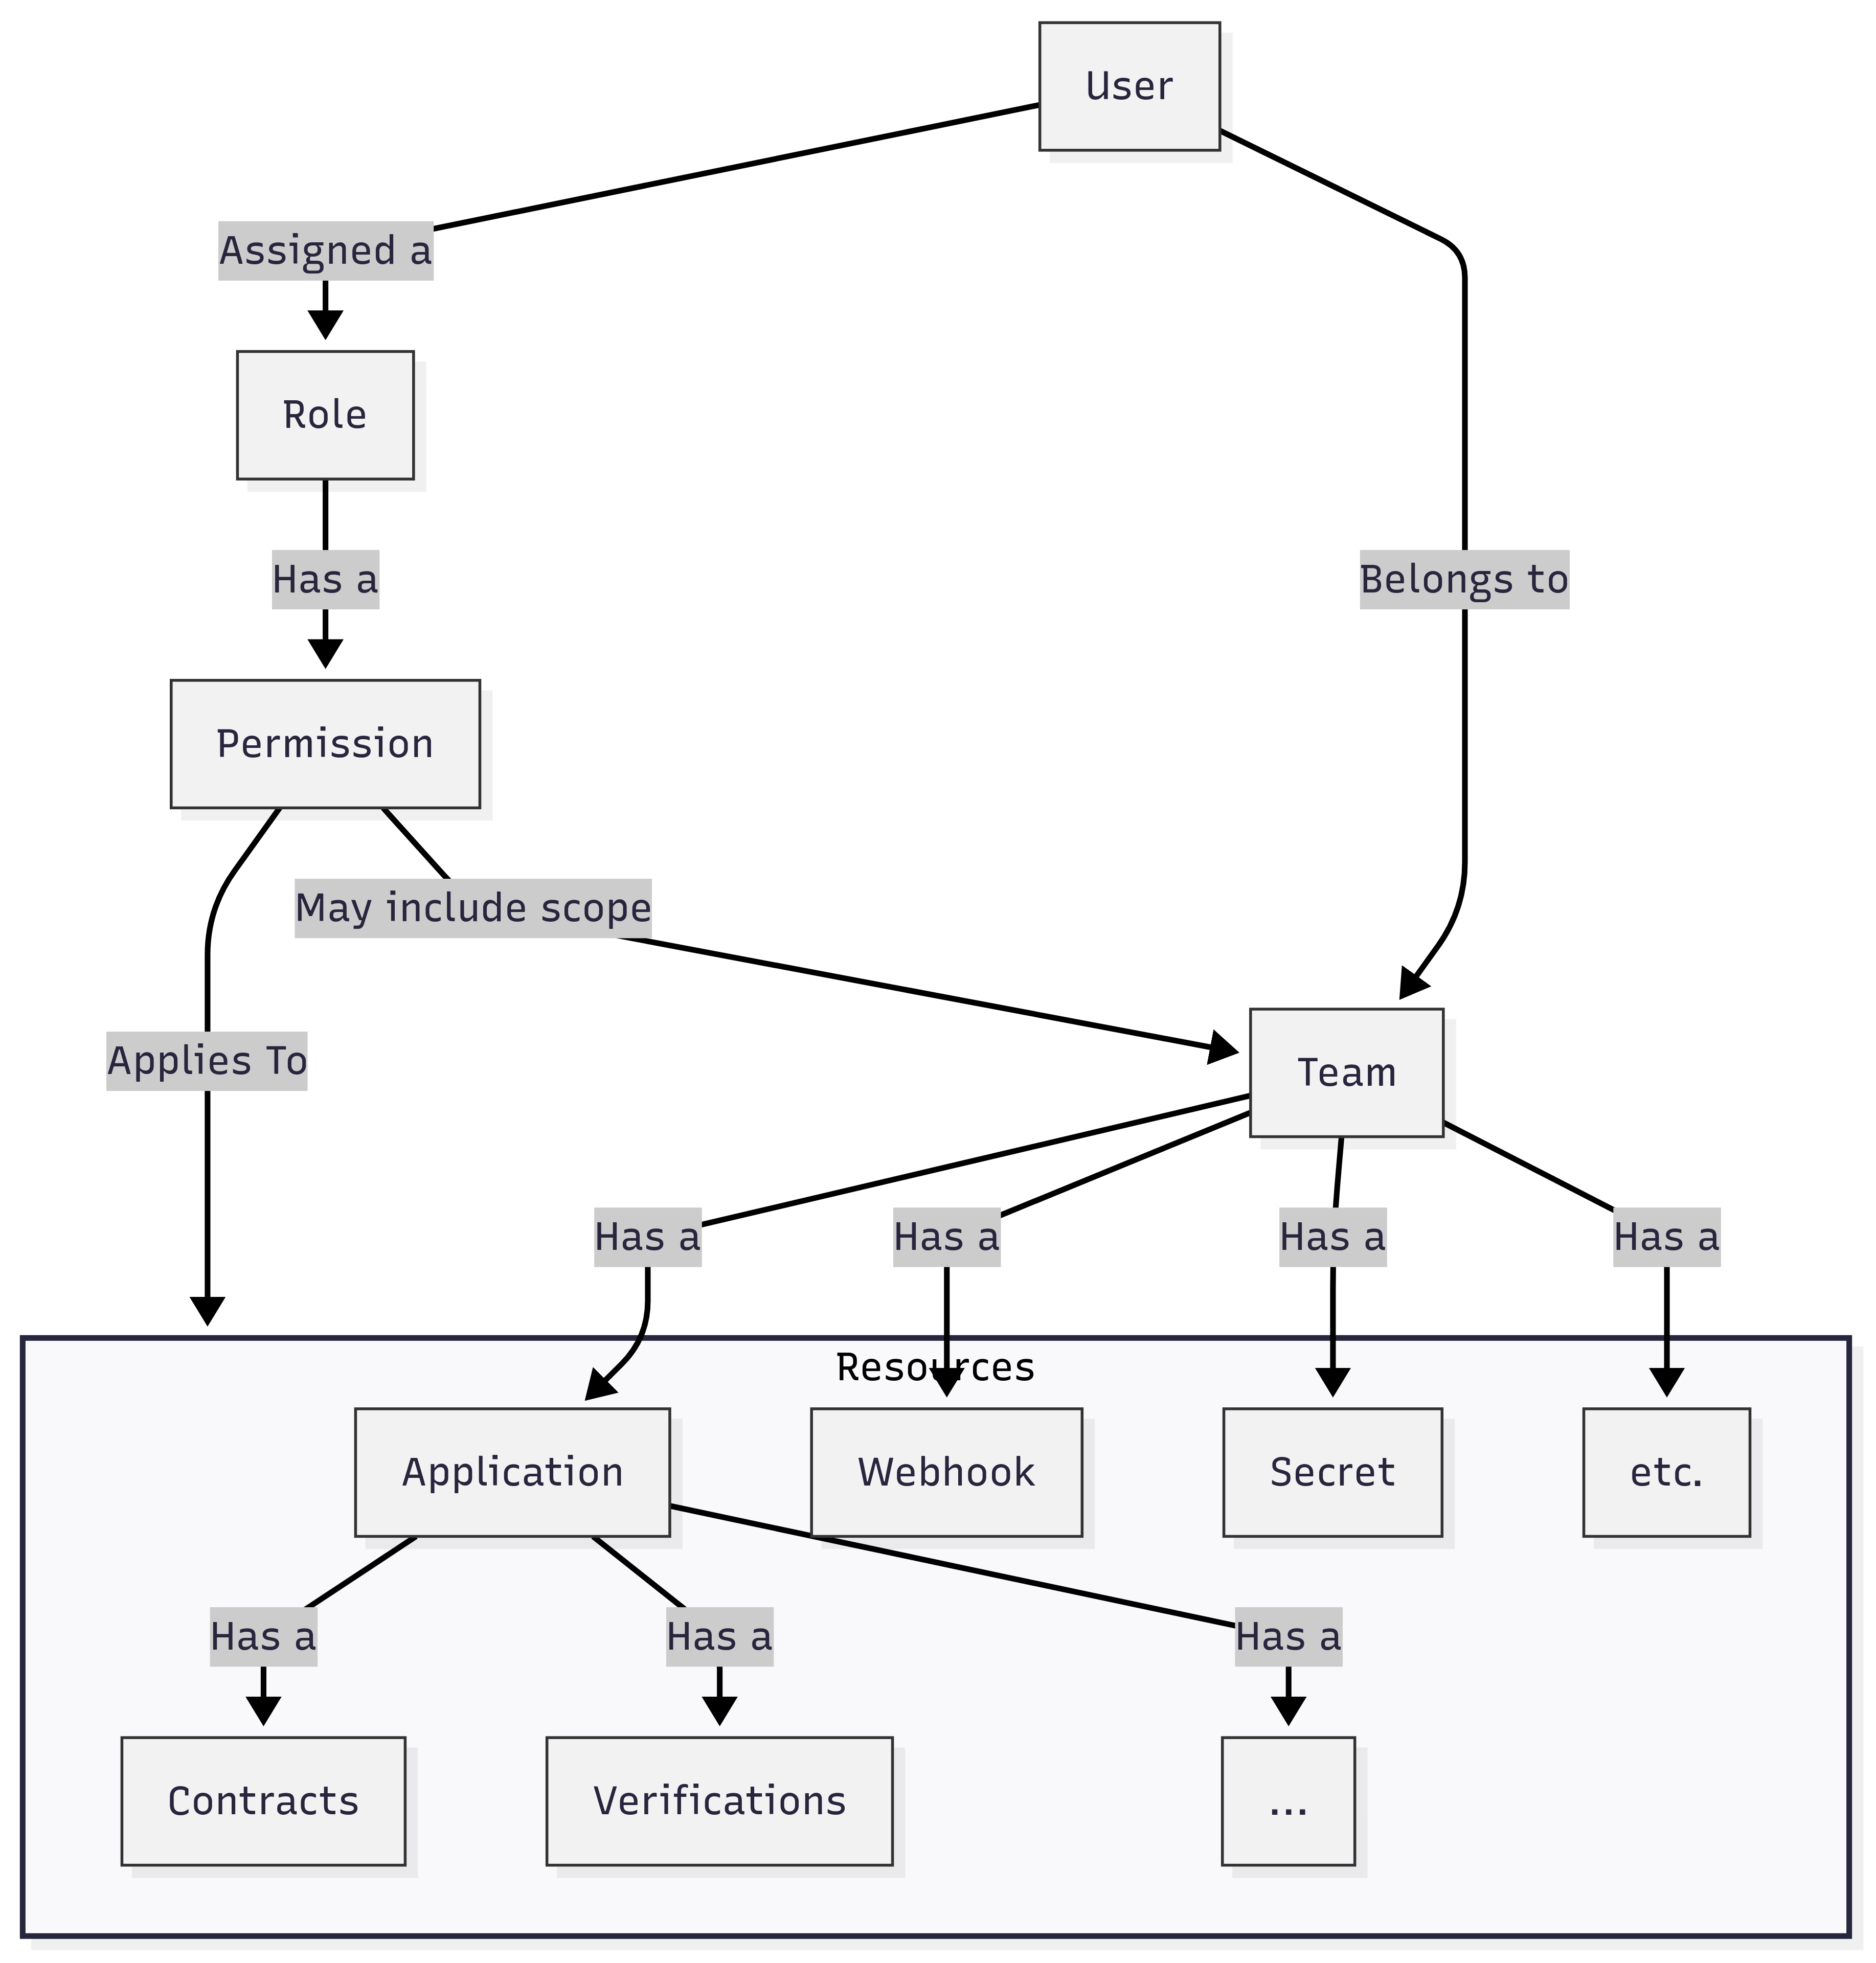 User
Assigned a
Role
Has a
Belongs to
Permission
May include scope
Applies To
Team
Has a
Has a
Has a
Has a
Resources
Application
Webhook
Secret
etc.
Has a
Has a
Has a
Contracts
Verifications
...